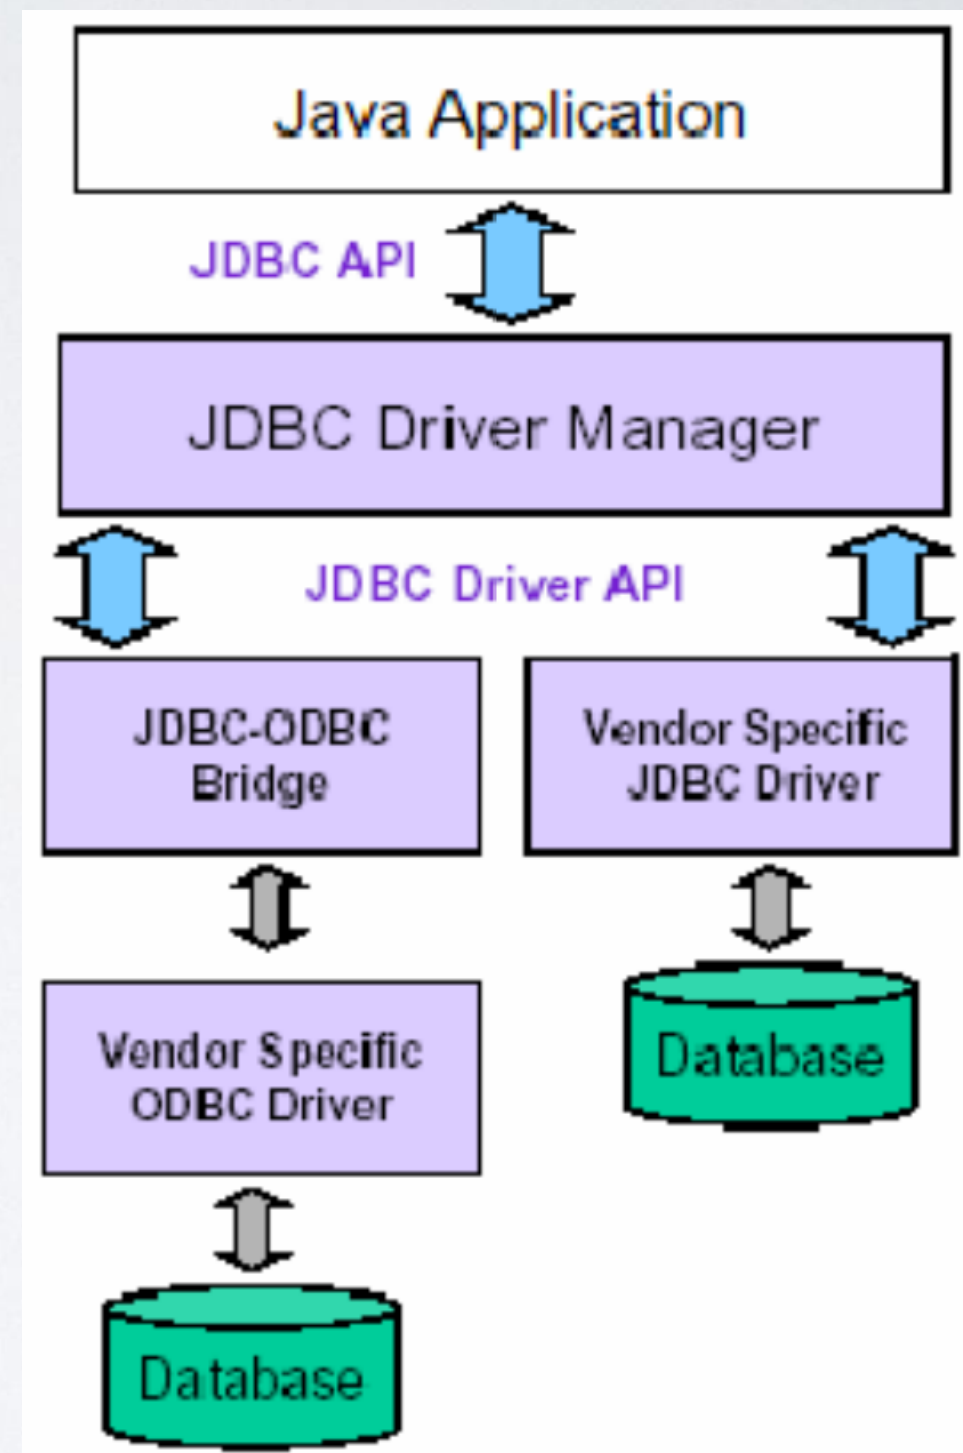 Java Application
JDBC API
JDBC Driver Manager
JDBC Driver API
JDBC-ODBC
Bridge
Vendor Specific
JDBC Driver
Vendor Specific
ODBC Driver
Database
Database